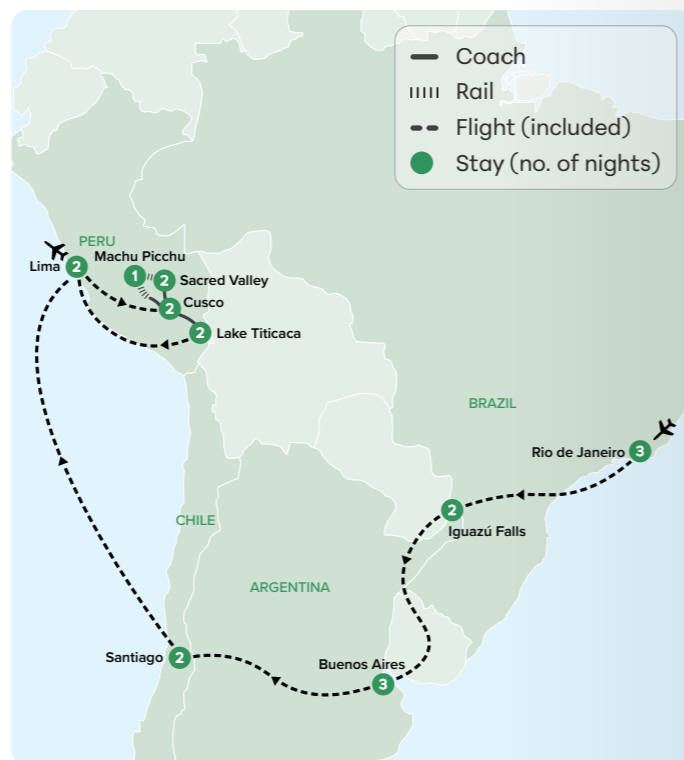 Coach
Rail
Flight (included)
Stay (no. of nights)
PERU
Machu Picchu
Lima
2
1
2
Sacred Valley
2
Cusco
2
Lake Titicaca
BRAZIL
Rio de Janeiro
3
2
Iguazú Falls
CHILE
ARGENTINA
Santiago
2
Buenos Aires
3